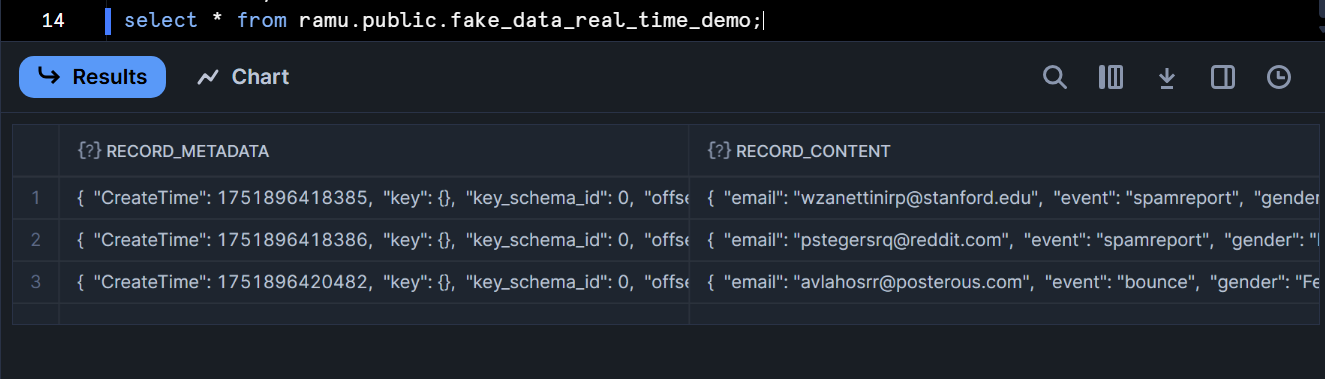 14 select * from ramu.public.fake_data_real_time_demo;
Results Chart
{?} RECORD_METADATA {?} RECORD_CONTENT
1 { "CreateTime": 1751896418385, "key": {}, "key_schema_id": 0, "offse { "email": "wzanettinirp@stanford.edu", "event": "spamreport", "gender
2 { "CreateTime": 1751896418386, "key": {}, "key_schema_id": 0, "offse { "email": "pstegersrq@reddit.com", "event": "spamreport", "gender": "
3 { "CreateTime": 1751896420482, "key": {}, "key_schema_id": 0, "offse { "email": "avlahosrr@posterous.com", "event": "bounce", "gender": "Fe